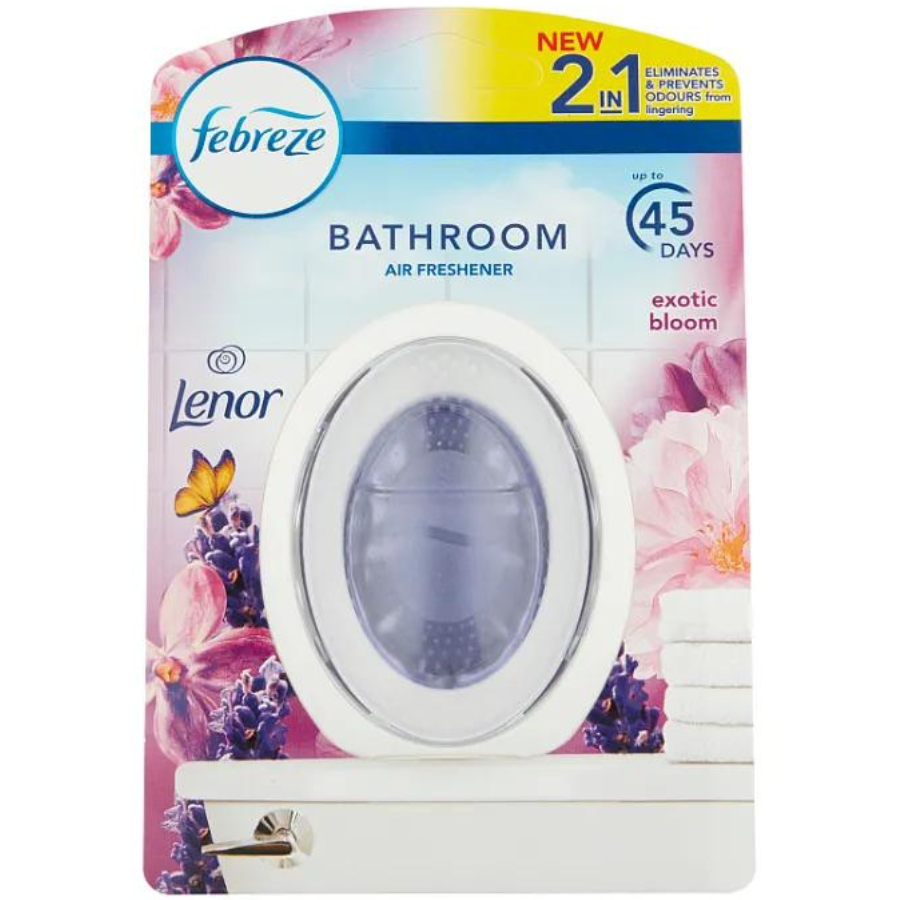 febreze
NEW
2 IN 1
ELIMINATES
& PREVENTS
ODOURS from
lingering
up to
45
DAYS
BATHROOM
AIR FRESHENER
exotic
bloom
Lenor